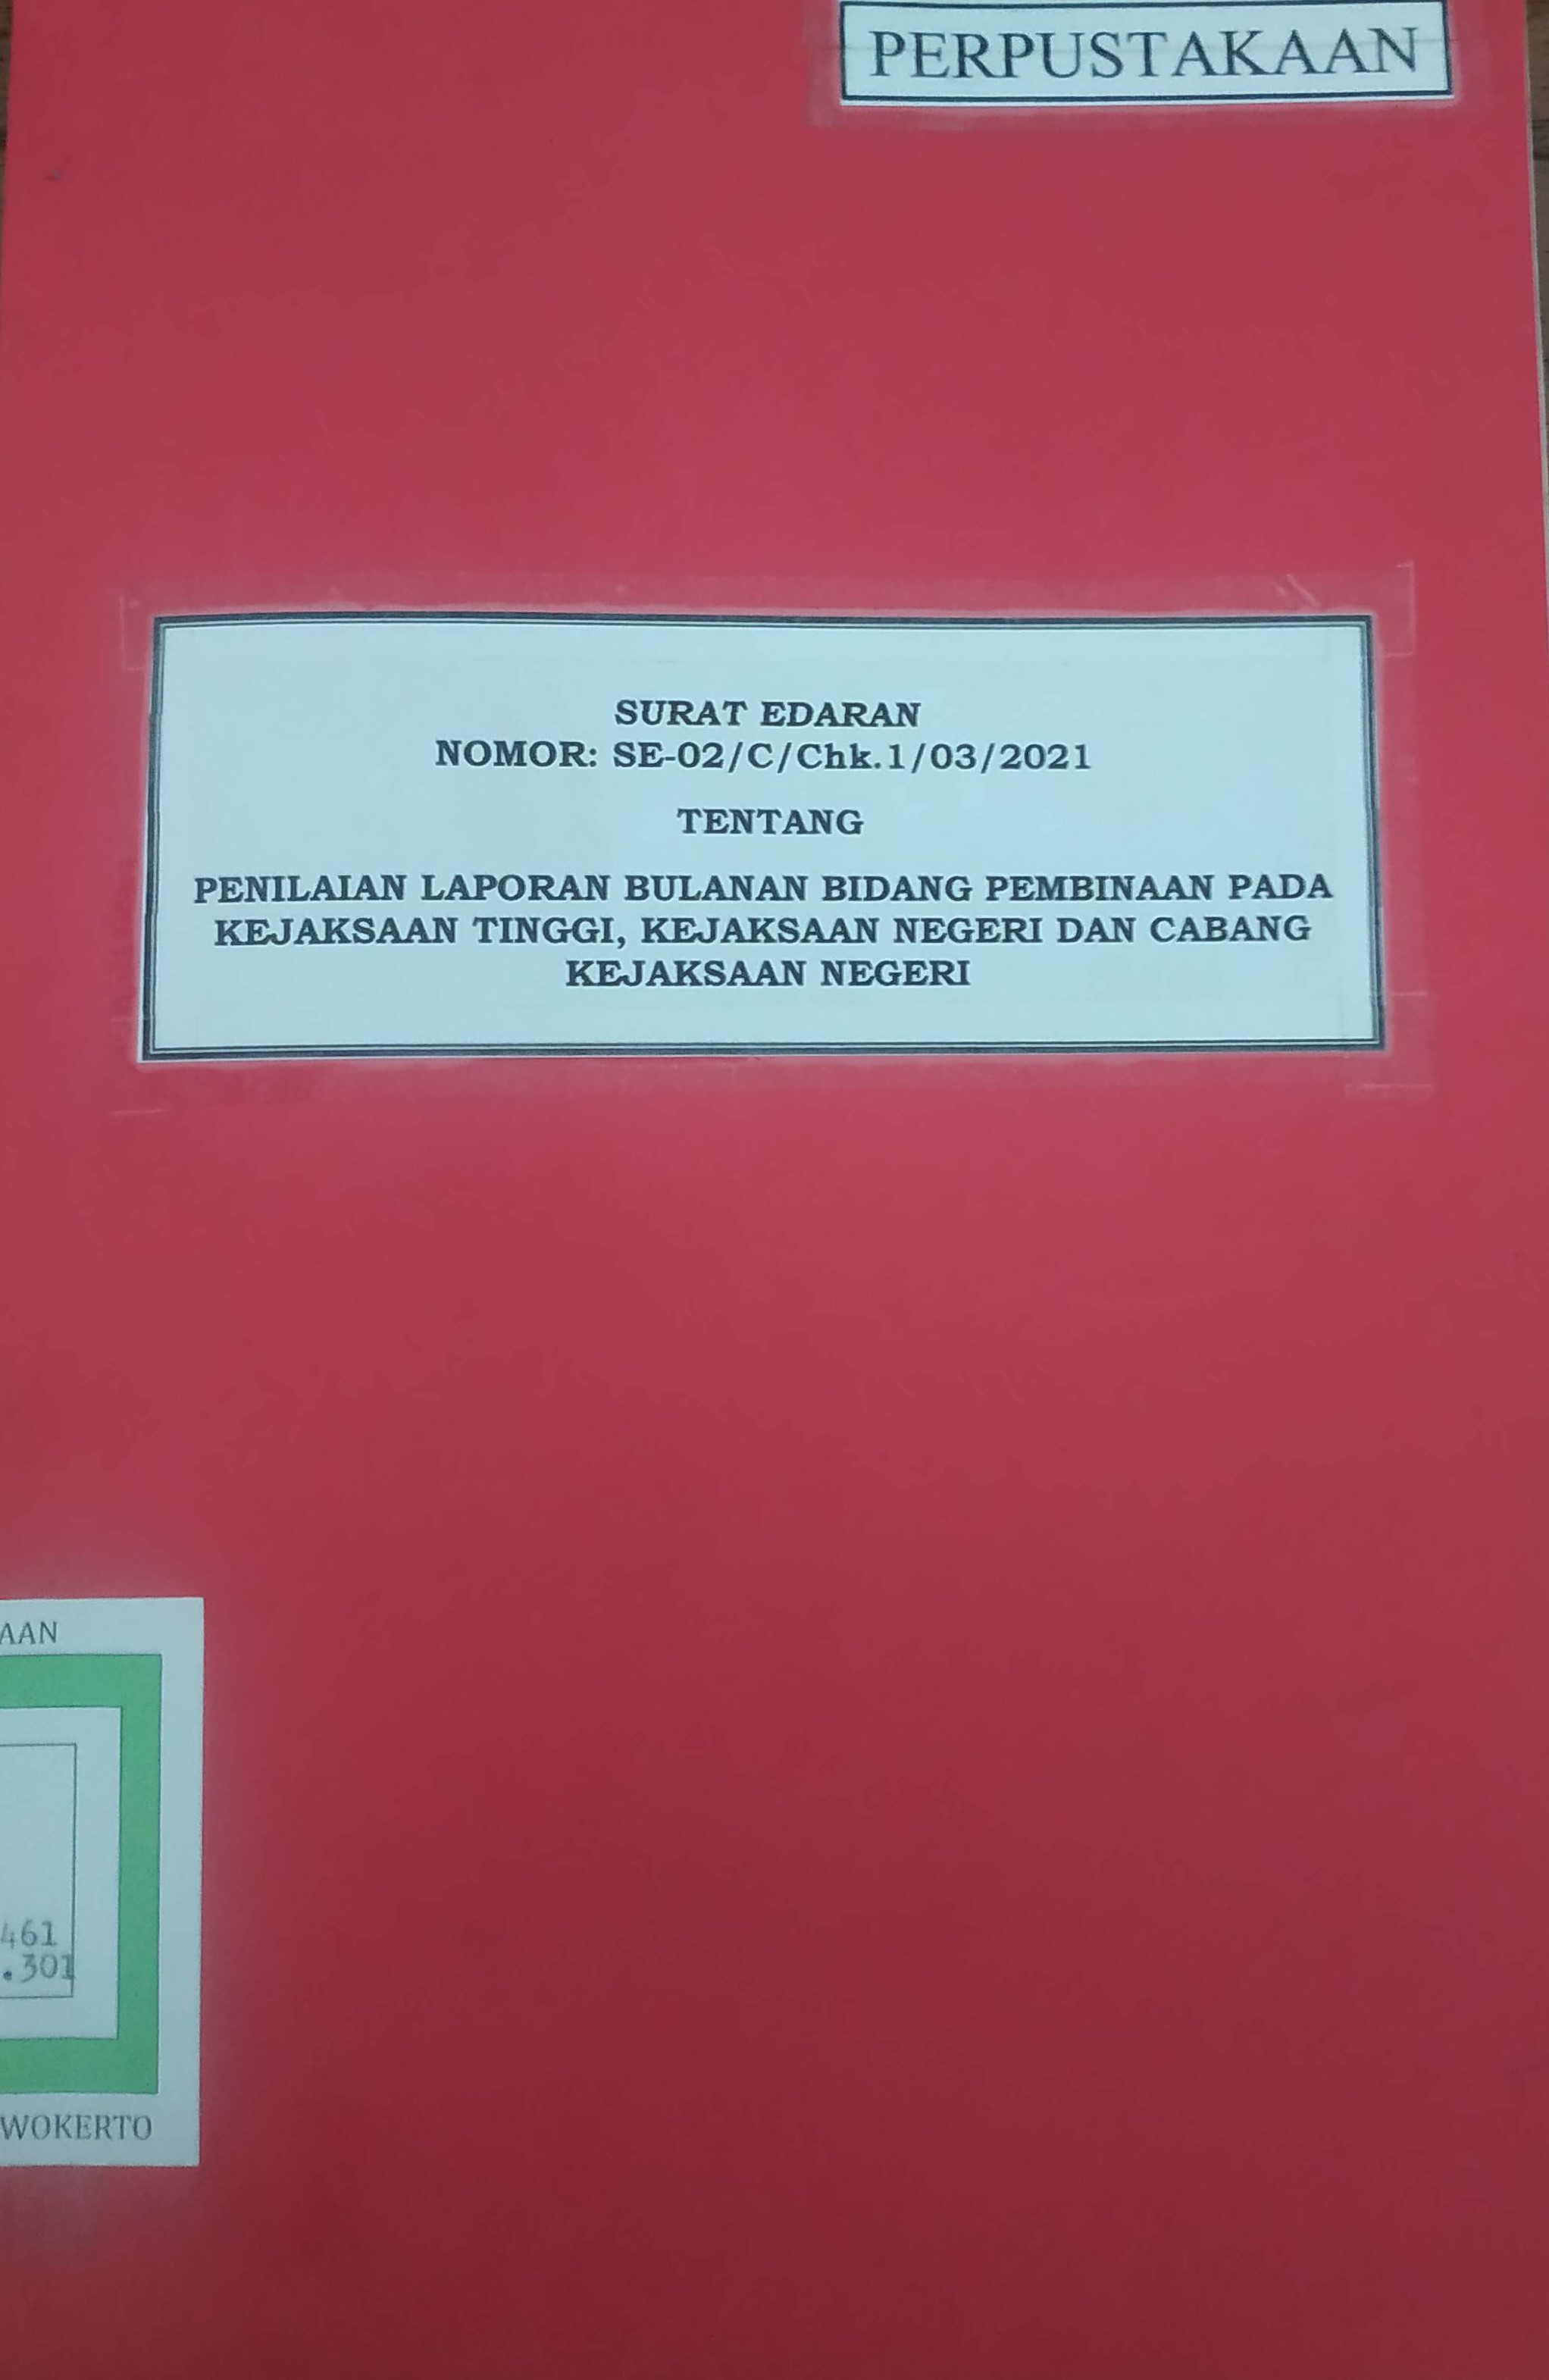 PERPUSTAKAAN
SURAT EDARAN
NOMOR: SE-02/C/Chk.1/03/2021
TENTANG
PENILAIAN LAPORAN BULANAN BIDANG PEMBINAAN PADA
KEJAKSAAN TINGGI, KEJAKSAAN NEGERI DAN CABANG
KEJAKSAAN NEGERI
AAN
461
.301
WOKERTO